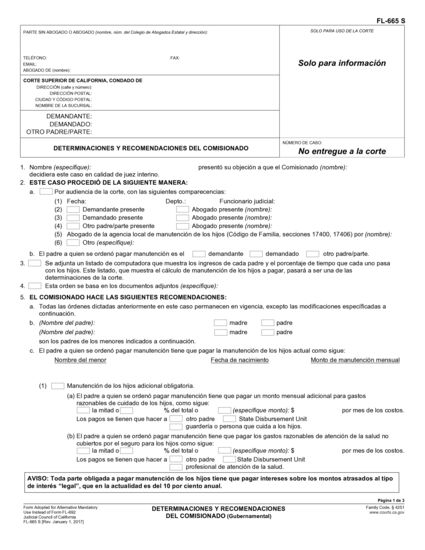 FL-665 S
PARTE SIN ABOGADO O ABOGADO (nombre, núm. del Colegio de Abogados Estatal y dirección):
SOLO PARA USO DE LA CORTE
TELÉFONO: FAX:
EMAIL:
ABOGADO DE (nombre):
Solo para información
CORTE SUPERIOR DE CALIFORNIA, CONDADO DE
DIRECCIÓN (calle y número):
DIRECCIÓN POSTAL:
CIUDAD Y CÓDIGO POSTAL:
NOMBRE DE LA SUCURSAL:
DEMANDANTE:
DEMANDADO:
OTRO PADRE/PARTE:
DETERMINACIONES Y RECOMENDACIONES DEL COMISIONADO
NÚMERO DE CASO:
No entregue a la corte
1. Nombre (especifique): presentó su objeción a que el Comisionado (nombre):
decidiera este caso en calidad de juez interino.
2. ESTE CASO PROCEDIÓ DE LA SIGUIENTE MANERA:
a. Por audiencia de la corte, con las siguientes comparecencias:
(1) Fecha: Depto.: Funcionario judicial:
(2) Demandante presente Abogado presente (nombre):
(3) Demandado presente Abogado presente (nombre):
(4) Otro padre/parte presente Abogado presente (nombre):
(5) Abogado de la agencia local de manutención de los hijos (Código de Familia, secciones 17400, 17406) por (nombre):
(6) Otro (especifique):
b. El padre a quien se ordenó pagar manutención es el demandante demandado otro padre/parte.
3. Se adjunta un listado de computadora que muestra los ingresos de cada padre y el porcentaje de tiempo que cada uno pasa
con los hijos. Este listado, que muestra el cálculo de manutención de los hijos a pagar, pasará a ser una de las
determinaciones de la corte.
4. Esta orden se basa en los documentos adjuntos (especifique):
5. EL COMISIONADO HACE LAS SIGUIENTES RECOMENDACIONES:
a. Todas las órdenes dictadas anteriormente en este caso permanecen en vigencia, excepto las modificaciones especificadas a
continuación.
b. (Nombre del padre): madre padre
(Nombre del padre): madre padre
son los padres de los menores indicados a continuación.
c. El padre a quien se ordenó pagar manutención tiene que pagar la manutención de los hijos actual como sigue:
Nombre del menor Fecha de nacimiento Monto de manutención mensual
(1) Manutención de los hijos adicional obligatoria.
(a) El padre a quien se ordenó pagar manutención tiene que pagar un monto mensual adicional para gastos
razonables de cuidado de los hijos, como sigue:
la mitad o % del total o (especifique monto): $ por mes de los costos.
Los pagos se tienen que hacer a otro padre State Disbursement Unit
guardería o persona que cuida a los hijos.
(b) El padre a quien se ordenó pagar manutención tiene que pagar los gastos razonables de atención de la salud no
cubiertos por el seguro para los hijos como sigue:
la mitad o % del total o (especifique monto): $ por mes de los costos.
Los pagos se tienen que hacer a otro padre State Disbursement Unit
profesional de atención de la salud.
AVISO: Toda parte obligada a pagar manutención de los hijos tiene que pagar intereses sobre los montos atrasados al tipo
de interés "legal", que en la actualidad es del 10 por ciento anual.
Página 1 de 3
Form Adopted for Alternative Mandatory
Use Instead of Form FL-692
Judicial Council of California
FL-665 S [Rev. January 1, 2017]
DETERMINACIONES Y RECOMENDACIONES
DEL COMISIONADO (Gubernamental)
Family Code, § 4251
www.courts.ca.gov